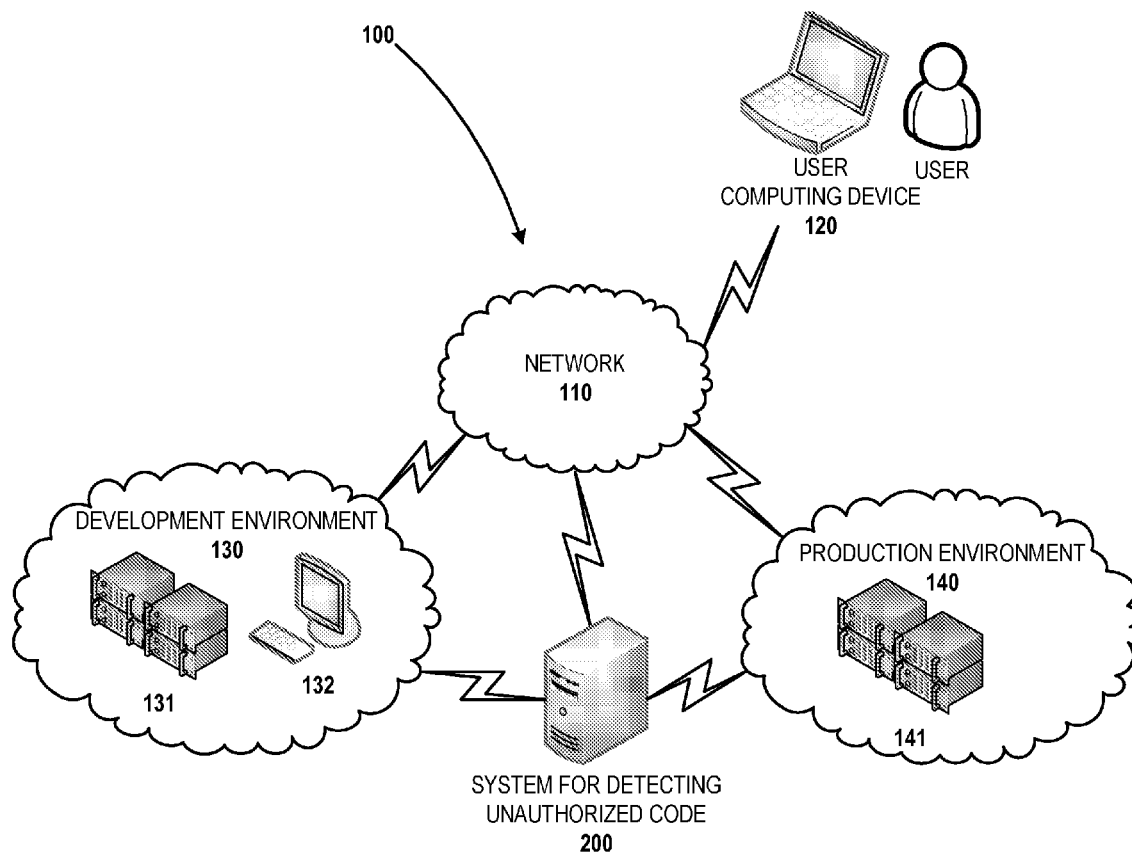 100
USER
COMPUTING DEVICE
120
USER
NETWORK
110
DEVELOPMENT ENVIRONMENT
130
131
132
PRODUCTION ENVIRONMENT
140
141
SYSTEM FOR DETECTING
UNAUTHORIZED CODE
200